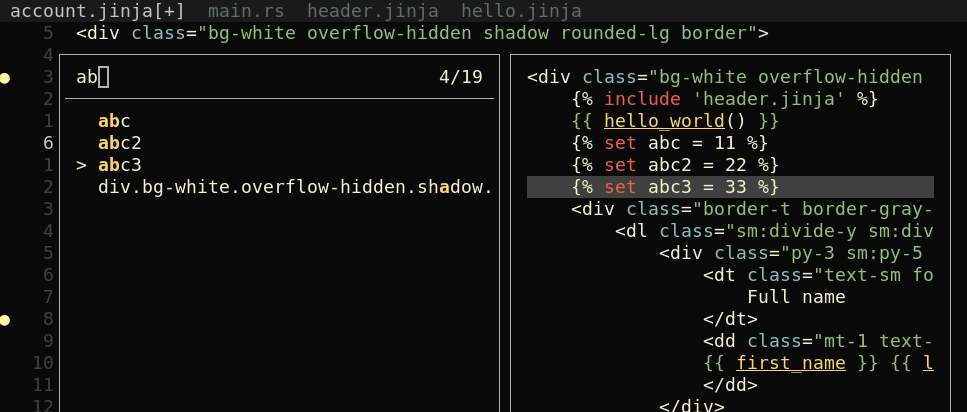 account.jinja[+] main.rs header.jinja hello.jinja
5 <div class="bg-white overflow-hidden shadow rounded-lg border">
4
3
2
1
6
1
2
3
4
5
6
7
8
9
10
11
12
ab 4/19
abc
abc2
> abc3
div.bg-white.overflow-hidden.shadow.
<div class="bg-white overflow-hidden
{% include 'header.jinja' %}
{{ hello_world() }}
{% set abc = 11 %}
{% set abc2 = 22 %}
{% set abc3 = 33 %}
<div class="border-t border-gray-
<dl class="sm:divide-y sm:div
<div class="py-3 sm:py-5
<dt class="text-sm fo
Full name
</dt>
<dd class="mt-1 text-
{{ first_name }} {{ l
</dd>
</div>